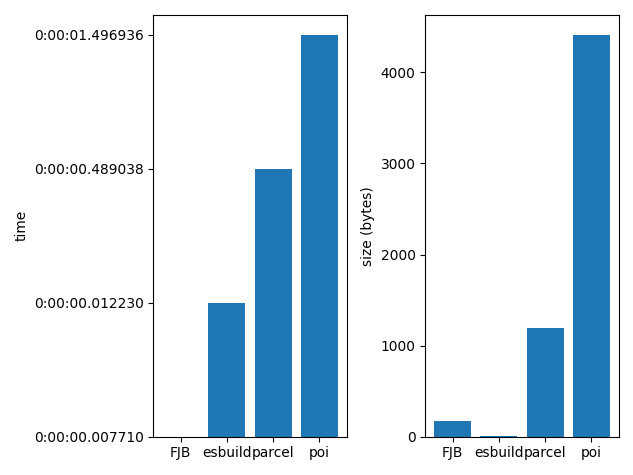 0:00:01.496936
0:00:00.489038
0:00:00.012230
0:00:00.007710
time
FJB esbuild parcel poi
4000
3000
2000
1000
0
size (bytes)
FJB esbuild parcel poi